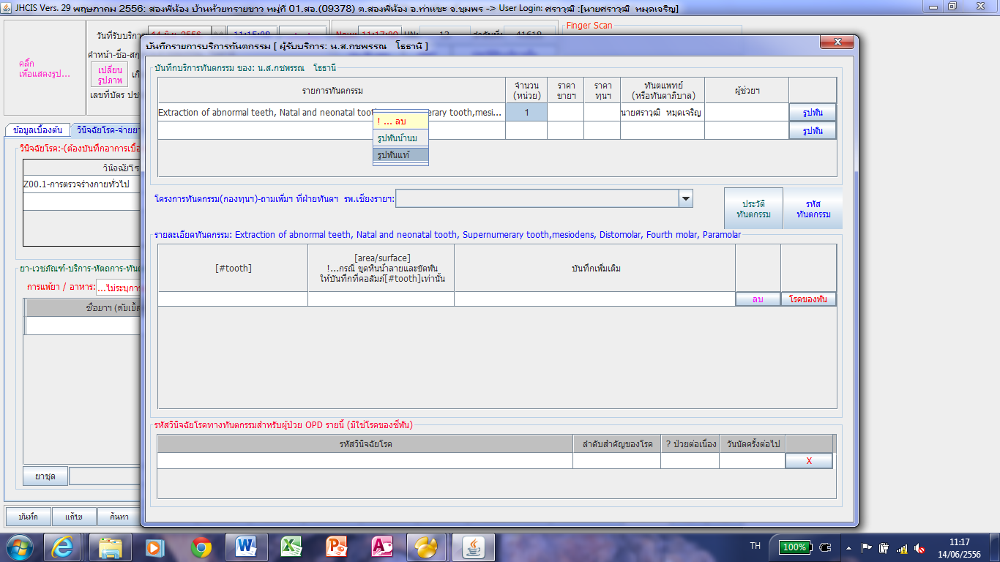 JHCIS Vers. 29 พฤษภาคม 2556: สองพี่น้อง บ้านห้วยทรายขาว หมู่ที่ 01,สอ.(09378) ต.สองพี่น้อง อ.ท่าแซะ จ.ชุมพร -> User Login: ศราวุฒิ :[นายศราวุฒิ หมุดเจริญ]
Finger Scan
วันที่รับบริการ
คลิ๊ก
เพื่อแสดงรูป...
คำหน้า-ชื่อ-สกุ
เปลี่ยน
รูปภาพ
เลขที่บัตร ปช
บันทึกรายการบริการทันตกรรม [ ผู้รับบริการ: น.ส.กชพรรณ โธธานี ]
บันทึกบริการทันตกรรม ของ: น.ส.กชพรรณ โธธานี
รายการทันตกรรม
จำนวน
(หน่วย)
ราคา
ขายฯ
ราคา
ทุนฯ
ทันตแพทย์
(หรือทันตาภิบาล)
ผู้ช่วยฯ
Extraction of abnormal teeth, Natal and neonatal toot
erary tooth,mesi...
1
นายศราวุฒิ หมุดเจริญ
รูปฟัน
รูปฟัน
! ... ลบ
รูปฟันน้ำนม
รูปฟันแท้
ข้อมูลเบื้องต้น
วินิจฉัยโรค-จ่ายยา
วินิจฉัยโรค:-(ต้องบันทึกอาการเบื้อ
วินิจฉัยโร
Z00.1-การตรวจร่างกายทั่วไป
โครงการทันตกรรม(กองทุนฯ)-ถามเพิ่มฯ ที่ฝ่ายทันตฯ รพ.เชียงรายฯ:
ประวัติ
ทันตกรรม
รหัส
ทันตกรรม
รายละเอียดทันตกรรม: Extraction of abnormal teeth, Natal and neonatal tooth, Supernumerary tooth,mesiodens, Distomolar, Fourth molar, Paramolar
[#tooth]
[area/surface]
!...กรณี ขูดหินน้ำลายและขัดฟัน
ให้บันทึกที่คอลัมภ์[#tooth]เท่านั้น
บันทึกเพิ่มเติม
ลบ
โรคของฟัน
ยา-เวชภัณฑ์-บริการ-หัตถการ-ทันต
การแพ้ยา / อาหาร:
...ไม่ระบุการ
ชื่อยาฯ (ดับเบิ้ล
รหัสวินิจฉัยโรคทางทันตกรรมสำหรับผู้ป่วย OPD รายนี้ (มิใช่โรคของซี่ฟัน)
รหัสวินิจฉัยโรค
ลำดับสำคัญของโรค
? ป่วยต่อเนื่อง
วันนัดครั้งต่อไป
X
ยาชุด
บันทึก
แก้ไข
ค้นหา
TH
100%
11:17
14/06/2556